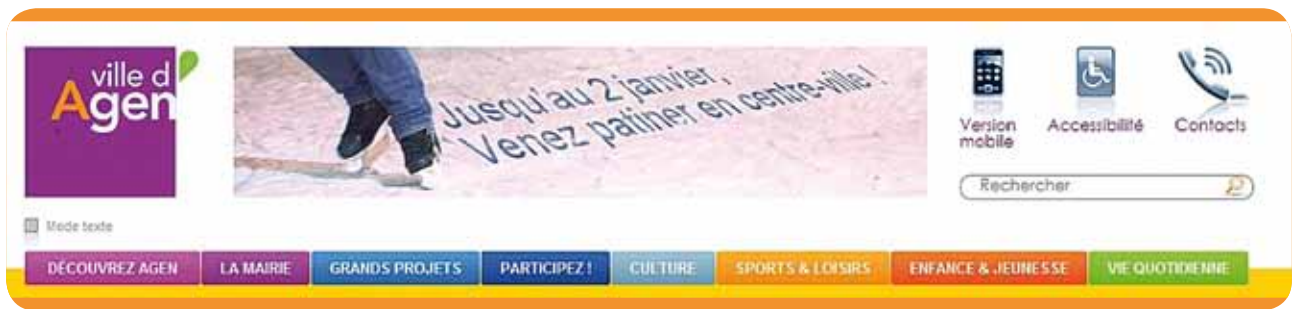 ville d'
Agen
Jusqu'au 2 janvier,
Venez patiner en centre-ville !
Version
mobile
Accessibilité
Contacts
Rechercher
Mode texte
DÉCOUVREZ AGEN
LA MAIRIE
GRANDS PROJETS
PARTICIPEZ !
CULTURE
SPORTS & LOISIRS
ENFANCE & JEUNESSE
VIE QUOTIDIENNE